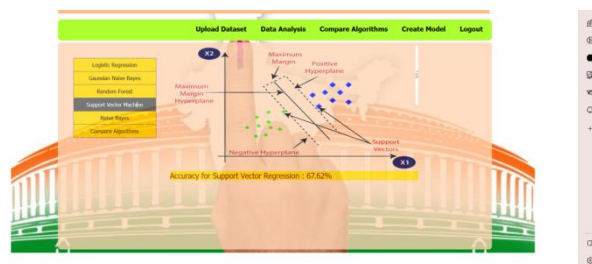 Upload Dataset Data Analysis Compare Algorithms Create Model Logout
Logistic Regression
Gaussian Naive Bayes
Random Forest
Support Vector Machine
Naive Bayes
Compare Algorithms
X2
Maximum
Margin
Positive
Hyperplane
Maximum
Margin
Hyperplane
Support
Vectors
Negative Hyperplane
X1
Accuracy for Support Vector Regression : 67.62%